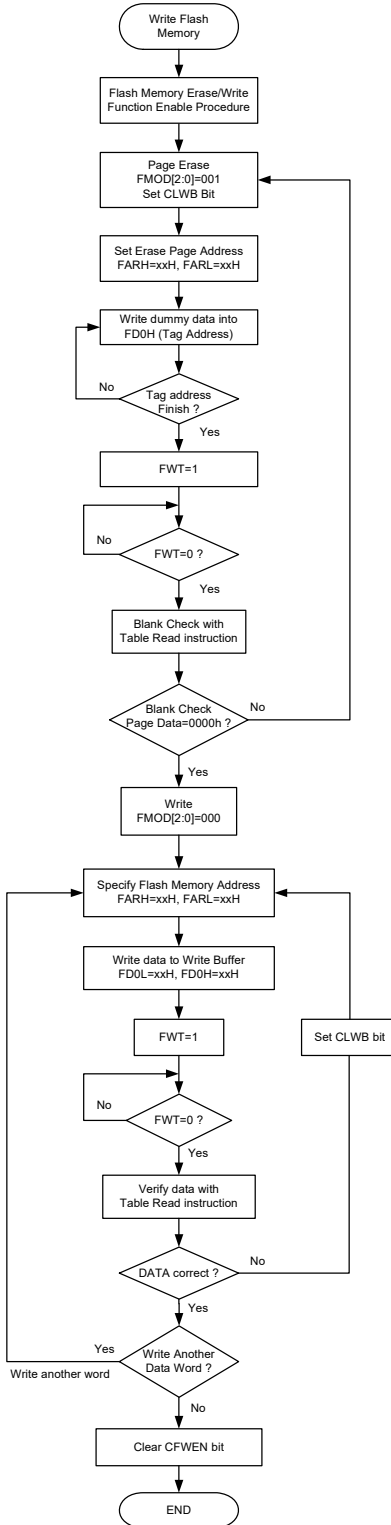 Write Flash
Memory
Flash Memory Erase/Write
Function Enable Procedure
Page Erase
FMOD[2:0]=001
Set CLWB Bit
Set Erase Page Address
FARH=xxH, FARL=xxH
Write dummy data into
FD0H (Tag Address)
No
Tag address
Finish ?
Yes
FWT=1
No
FWT=0 ?
Yes
Blank Check with
Table Read instruction
Blank Check
Page Data=0000h ?
No
Yes
Write
FMOD[2:0]=000
Specify Flash Memory Address
FARH=xxH, FARL=xxH
Write data to Write Buffer
FD0L=xxH, FD0H=xxH
FWT=1
Set CLWB bit
No
FWT=0 ?
Yes
Verify data with
Table Read instruction
DATA correct ?
No
Yes
Yes
Write another word
Write Another
Data Word ?
No
Clear CFWEN bit
END